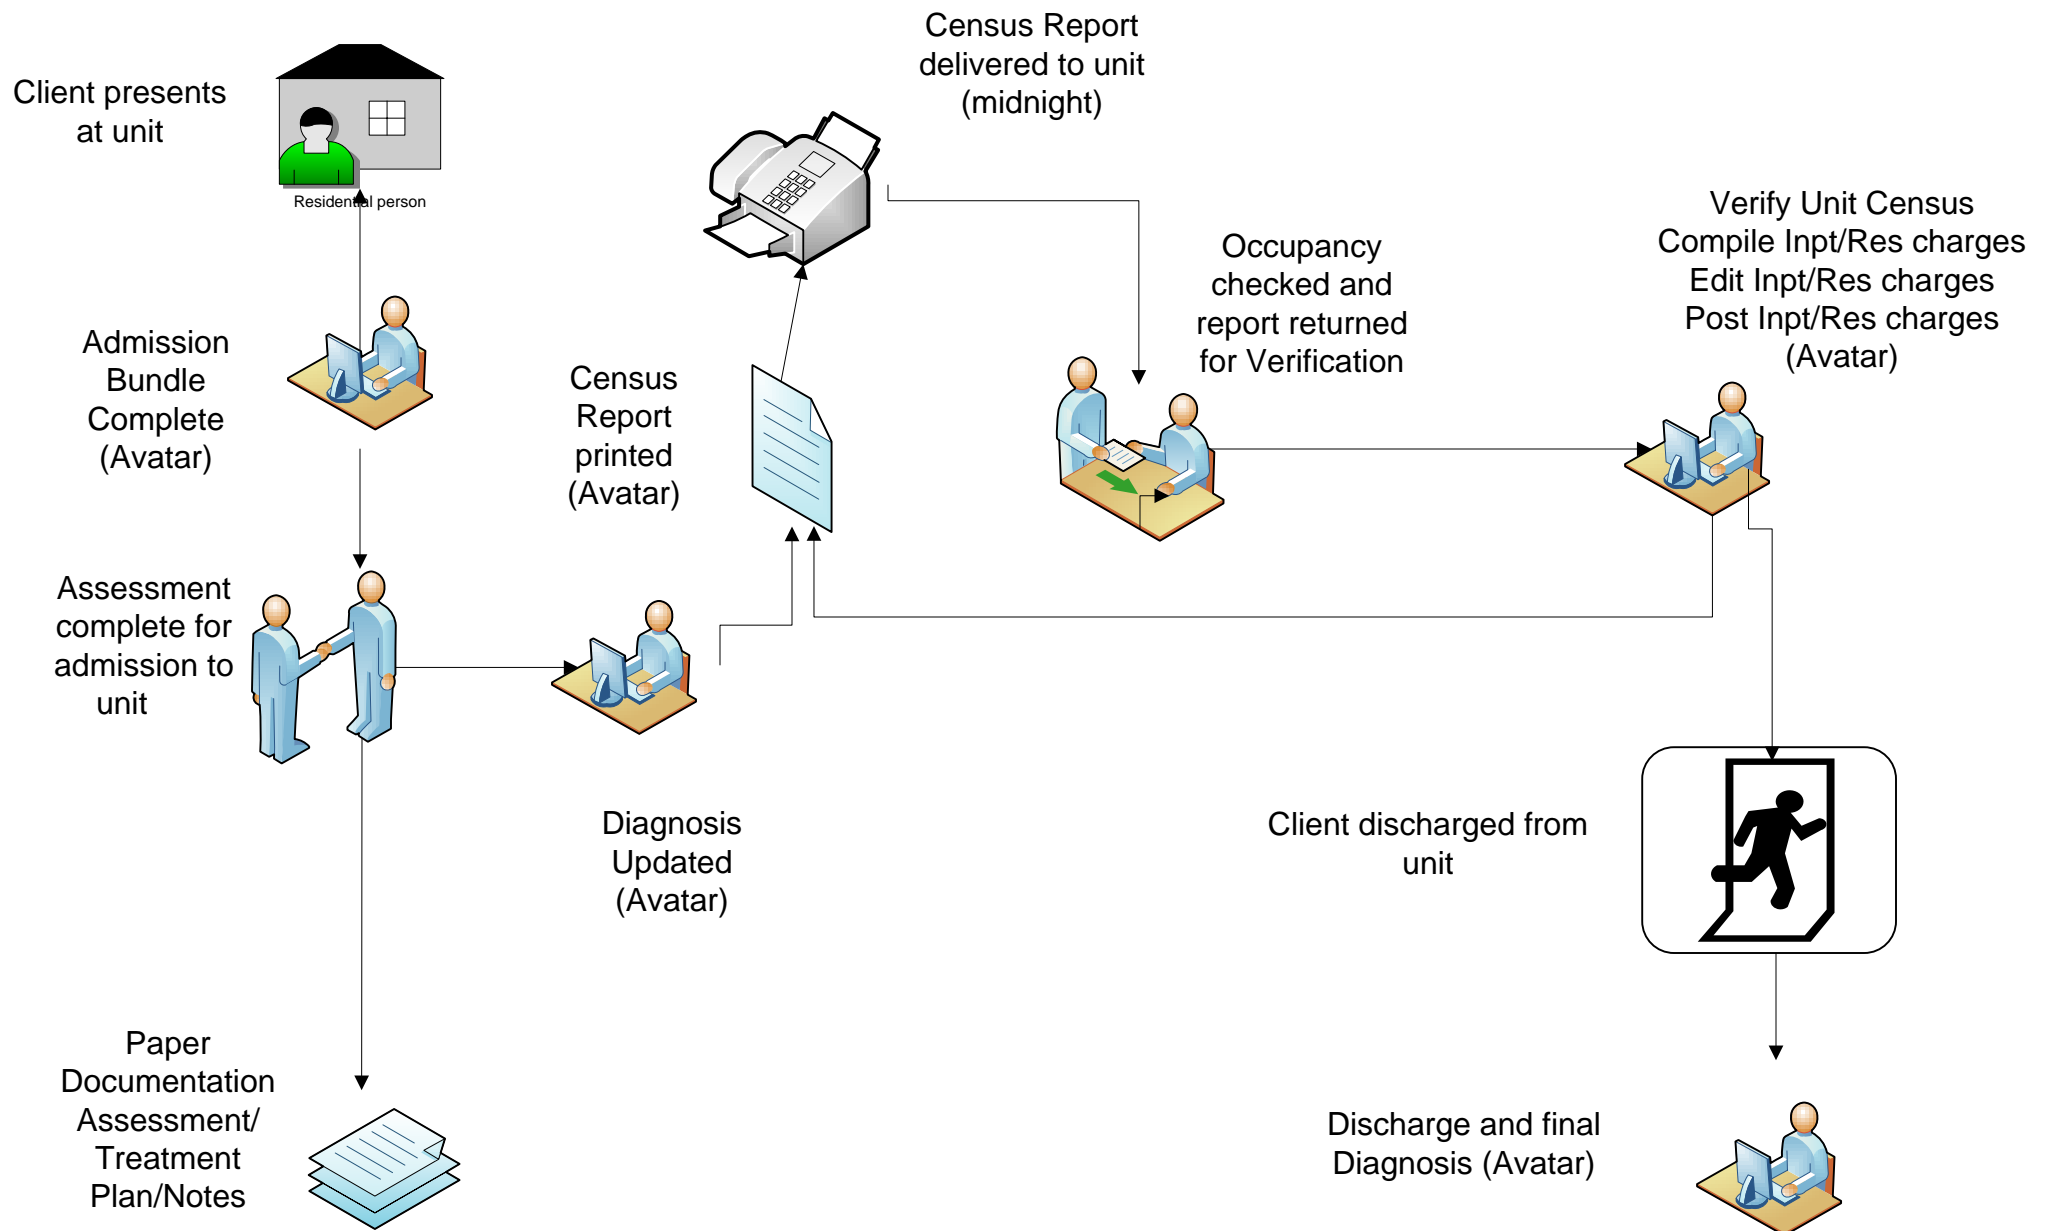 Client presents
at unit
Residential person
Census Report
delivered to unit
(midnight)
Admission
Bundle
Complete
(Avatar)
Census
Report
printed
(Avatar)
Occupancy
checked and
report returned
for Verification
Verify Unit Census
Compile Inpt/Res charges
Edit Inpt/Res charges
Post Inpt/Res charges
(Avatar)
Assessment
complete for
admission to
unit
Diagnosis
Updated
(Avatar)
Client discharged from
unit
Paper
Documentation
Assessment/
Treatment
Plan/Notes
Discharge and final
Diagnosis (Avatar)